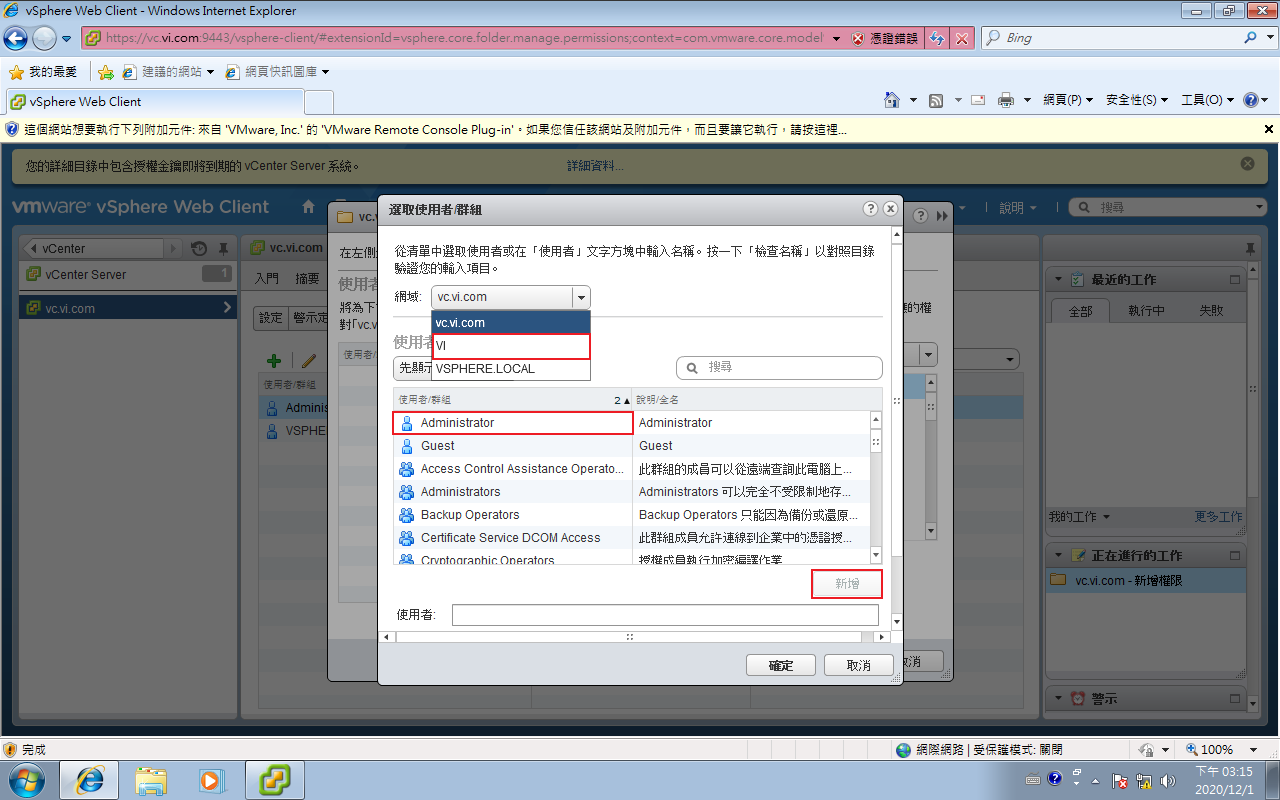 vSphere Web Client - Windows Internet Explorer
https://vc.vi.com:9443/vsphere-client/#extensionId=vsphere.core.folder.manage.permissions;context=com.vmware.core.model
憑證錯誤
Bing
我的最愛
建議的網站
網頁快訊圖庫
vSphere Web Client
網頁(P)
安全性(S)
工具(O)
這個網站想要執行下列附加元件: 來自 'VMware, Inc.' 的 'VMware Remote Console Plug-in'。如果您信任該網站及附加元件，而且要讓它執行，請按這裡...
您的詳細目錄中包含授權金鑰即將到期的 vCenter Server 系統。
詳細資料...
vmware vSphere Web Client
說明
搜尋
vCenter
vCenter Server
1
vc.vi.com
vc.vi.com
入門
摘要
設定
警示定
使用者/群組
Adminis
VSPHE
vc.
在左側
使用者
將為下
對「vc.v
使用者/
應的權
取消
選取使用者/群組
從清單中選取使用者或在「使用者」文字方塊中輸入名稱。按一下「檢查名稱」以對照目錄
驗證您的輸入項目。
網域:
vc.vi.com
vc.vi.com
VI
VSPHERE.LOCAL
使用者
先顯示
搜尋
使用者/群組
2
說明/全名
Administrator
Administrator
Guest
Guest
Access Control Assistance Operato...
此群組的成員可以從遠端查詢此電腦上...
Administrators
Administrators 可以完全不受限制地存...
Backup Operators
Backup Operators 只能因為備份或還原...
Certificate Service DCOM Access
此群組成員允許連線到企業中的憑證授...
Cryptographic Operators
授權成員執行加密編譯作業
新增
使用者:
確定
取消
最近的工作
全部
執行中
失敗
我的工作
更多工作
正在進行的工作
vc.vi.com - 新增權限
警示
完成
網際網路 | 受保護模式: 關閉
100%
下午 03:15
2020/12/1